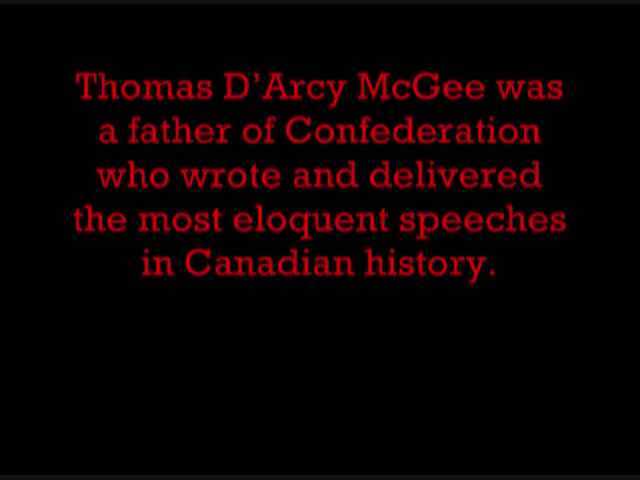 Thomas D’Arcy McGee was
a father of Confederation
who wrote and delivered
the most eloquent speeches
in Canadian history.